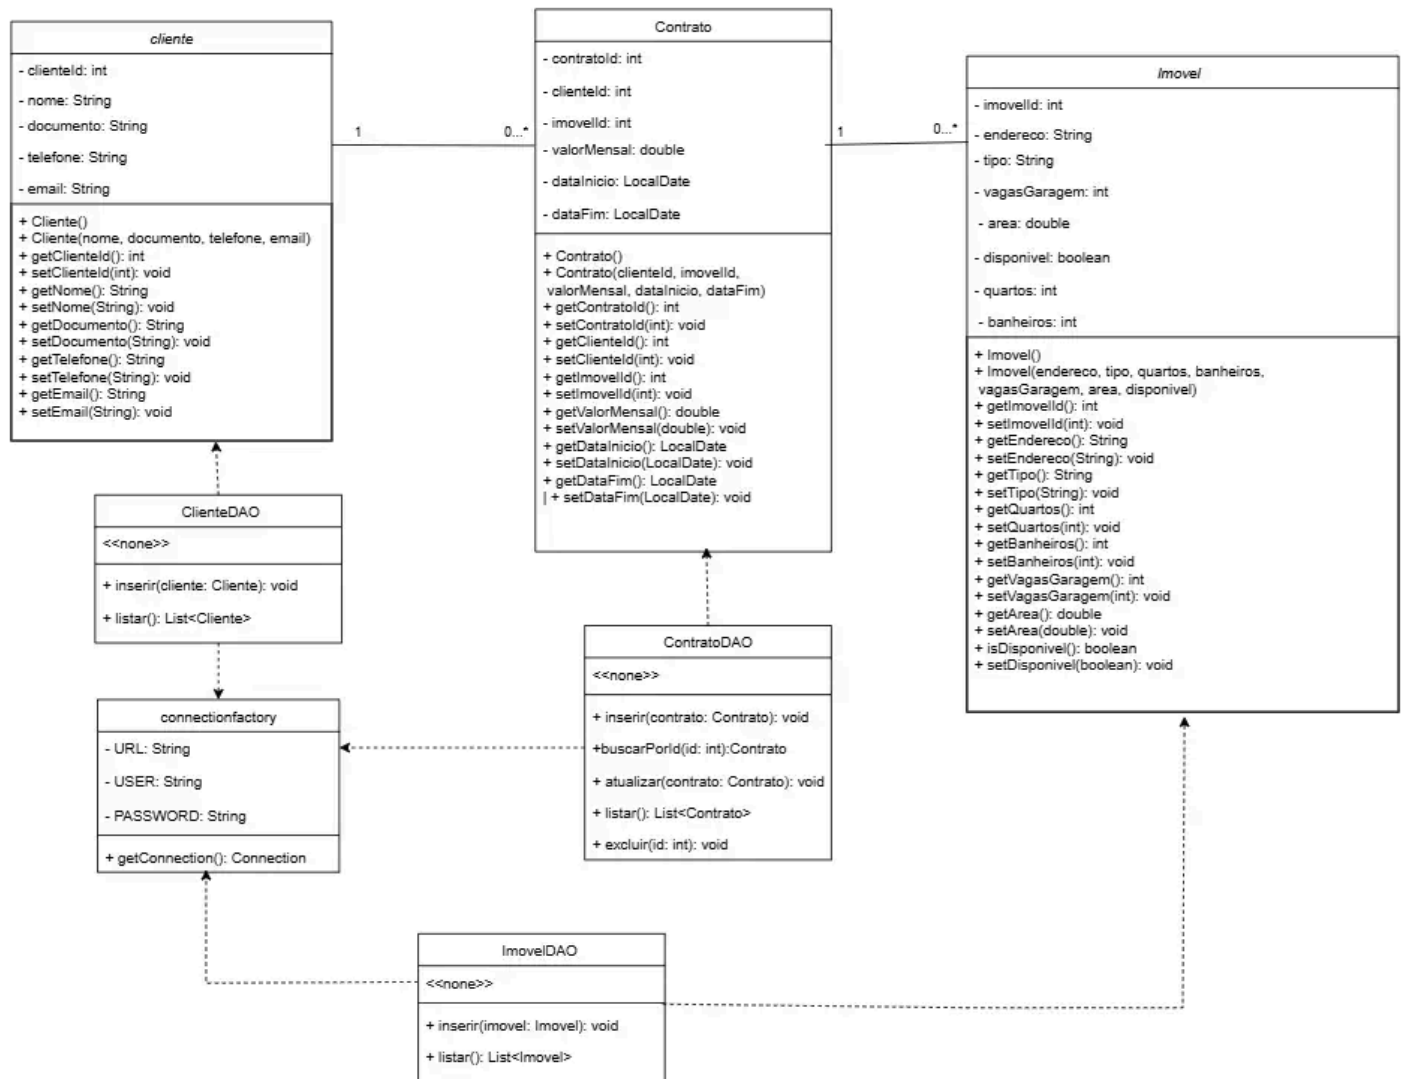 cliente
- clienteId: int
- nome: String
- documento: String
- telefone: String
- email: String
+ Cliente()
+ Cliente(nome, documento, telefone, email)
+ getClienteId(): int
+ setClienteId(int): void
+ getNome(): String
+ setNome(String): void
+ getDocumento(): String
+ setDocumento(String): void
+ getTelefone(): String
+ setTelefone(String): void
+ getEmail(): String
+ setEmail(String): void
1
0...*
Contrato
- contratoId: int
- clienteId: int
- imovelId: int
- valorMensal: double
- dataInicio: LocalDate
- dataFim: LocalDate
+ Contrato()
+ Contrato(clienteId, imovelId,
valorMensal, dataInicio, dataFim)
+ getContratoId(): int
+ setContratoId(int): void
+ getClienteId(): int
+ setClienteId(int): void
+ getImovelId(): int
+ setImovelId(int): void
+ getValorMensal(): double
+ setValorMensal(double): void
+ getDataInicio(): LocalDate
+ setDataInicio(LocalDate): void
+ getDataFim(): LocalDate
| + setDataFim(LocalDate): void
1
0...*
Imovel
- imovelId: int
- endereco: String
- tipo: String
- vagasGaragem: int
- area: double
- disponivel: boolean
- quartos: int
- banheiros: int
+ Imovel()
+ Imovel(endereco, tipo, quartos, banheiros,
vagasGaragem, area, disponivel)
+ getImovelId(): int
+ setImovelId(int): void
+ getEndereco(): String
+ setEndereco(String): void
+ getTipo(): String
+ setTipo(String): void
+ getQuartos(): int
+ setQuartos(int): void
+ getBanheiros(): int
+ setBanheiros(int): void
+ getVagasGaragem(): int
+ setVagasGaragem(int): void
+ getArea(): double
+ setArea(double): void
+ isDisponivel(): boolean
+ setDisponivel(boolean): void
ClienteDAO
<<none>>
+ inserir(cliente: Cliente): void
+ listar(): List<Cliente>
connectionfactory
- URL: String
- USER: String
- PASSWORD: String
+ getConnection(): Connection
ContratoDAO
<<none>>
+ inserir(contrato: Contrato): void
+buscarPorId(id: int):Contrato
+ atualizar(contrato: Contrato): void
+ listar(): List<Contrato>
+ excluir(id: int): void
ImovelDAO
<<none>>
+ inserir(imovel: Imovel): void
+ listar(): List<Imovel>